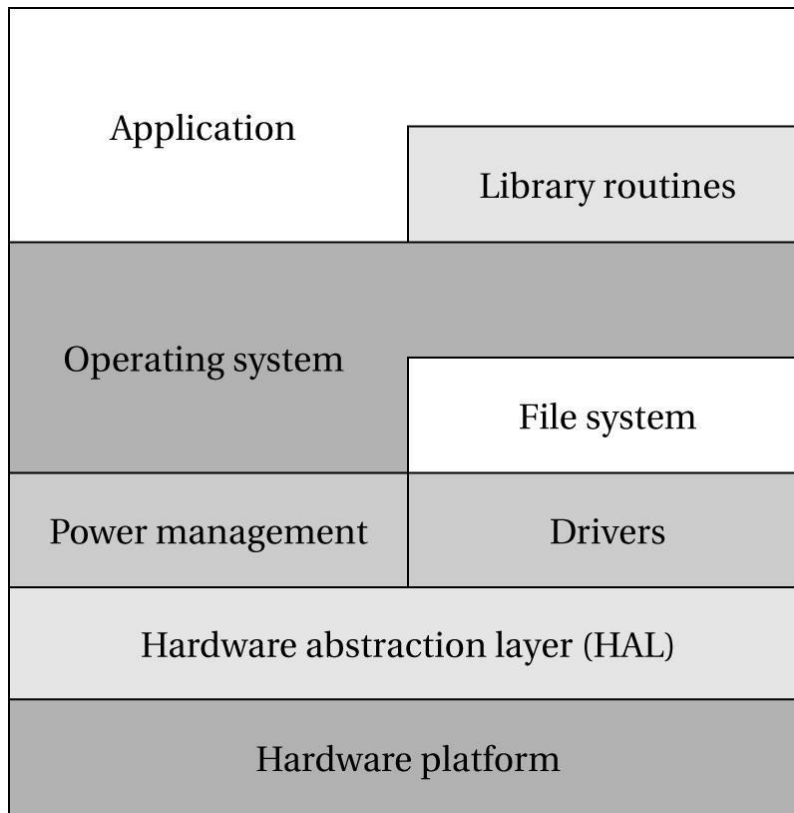 Application
Library routines
Operating system
File system
Power management
Drivers
Hardware abstraction layer (HAL)
Hardware platform